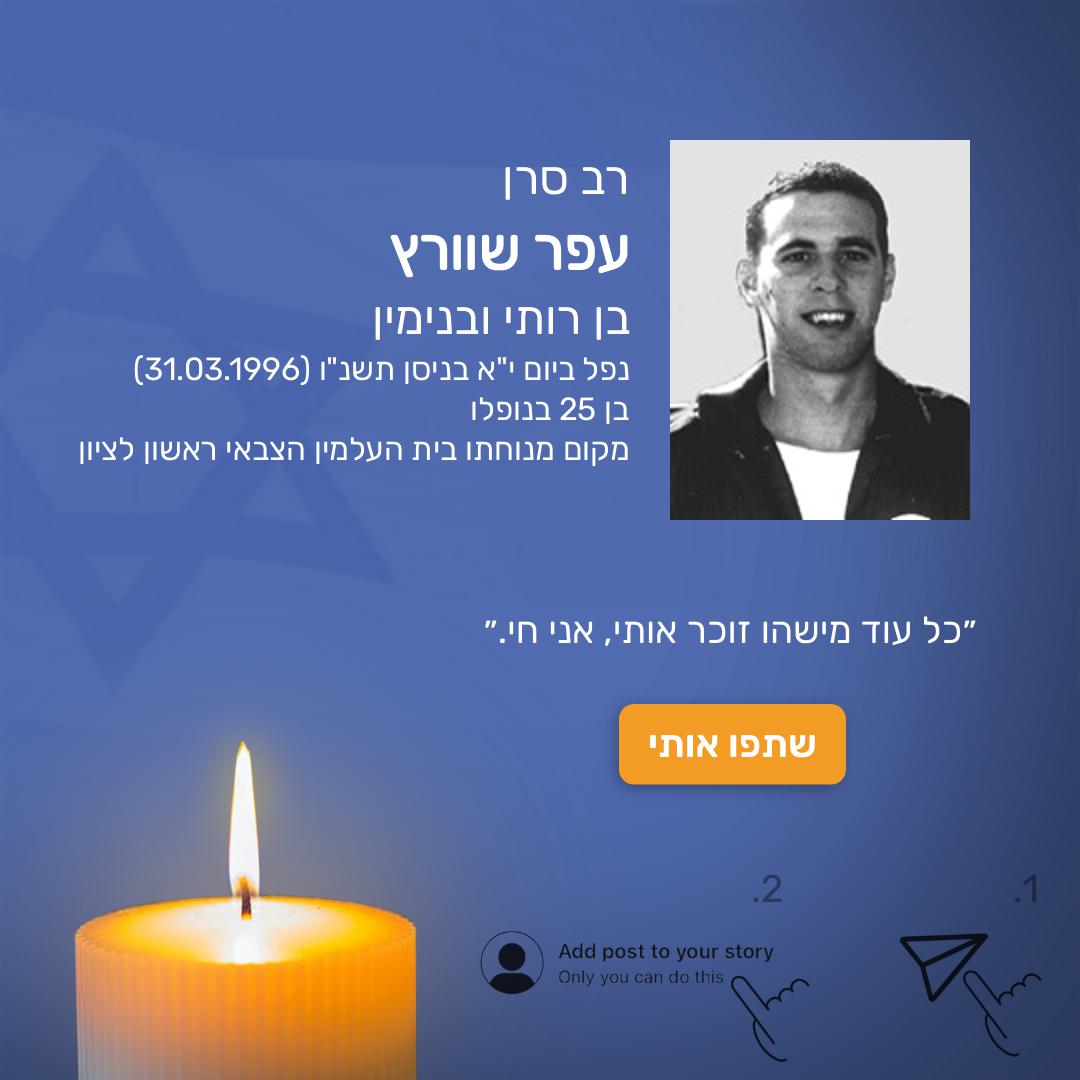 רב סרן
עפר שוורץ
בן רותי ובנימין
נפל ביום י"א בניסן תשנ"ו (31.03.1996)
בן 25 בנופלו
מקום מנוחתו בית העלמין הצבאי ראשון לציון
״כל עוד מישהו זוכר אותי, אני חי.״
שתפו אותי
.1
.2
Add post to your story
Only you can do this